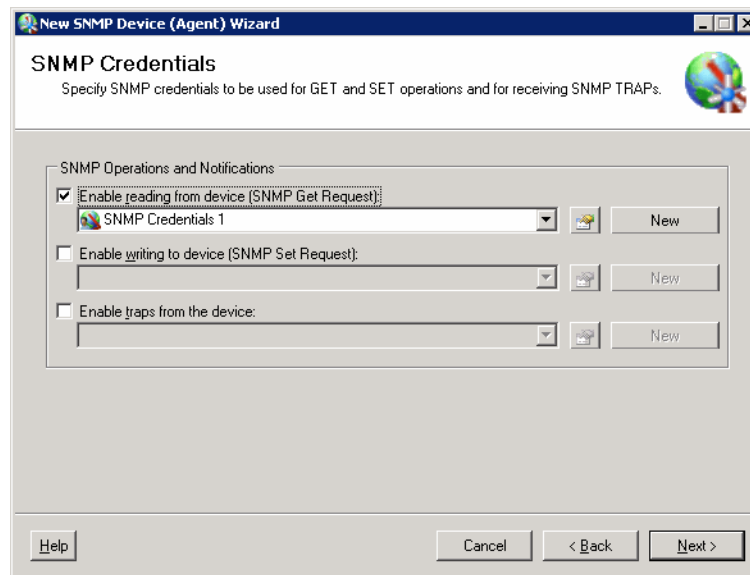 New SNMP Device (Agent) Wizard
SNMP Credentials
Specify SNMP credentials to be used for GET and SET operations and for receiving SNMP TRAPs.
SNMP Operations and Notifications
Enable reading from device (SNMP Get Request):
SNMP Credentials 1
New
Enable writing to device (SNMP Set Request):
New
Enable traps from the device:
New
Help
Cancel
< Back
Next >